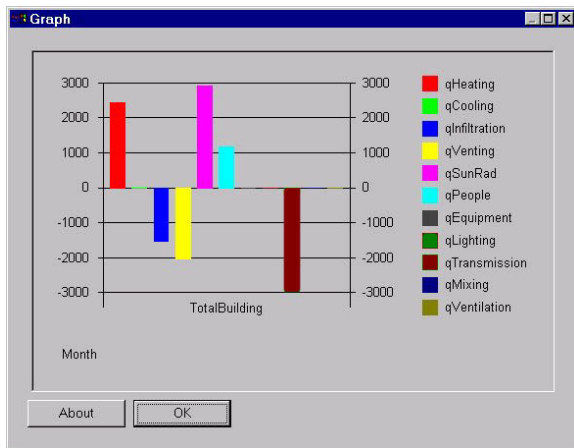 Graph
3000 3000
2000 2000
1000 1000
0 0
-1000 -1000
-2000 -2000
-3000 -3000
TotalBuilding
Month
qHeating
qCooling
qInfiltration
qVenting
qSunRad
qPeople
qEquipment
qLighting
qTransmission
qMixing
qVentilation
About OK